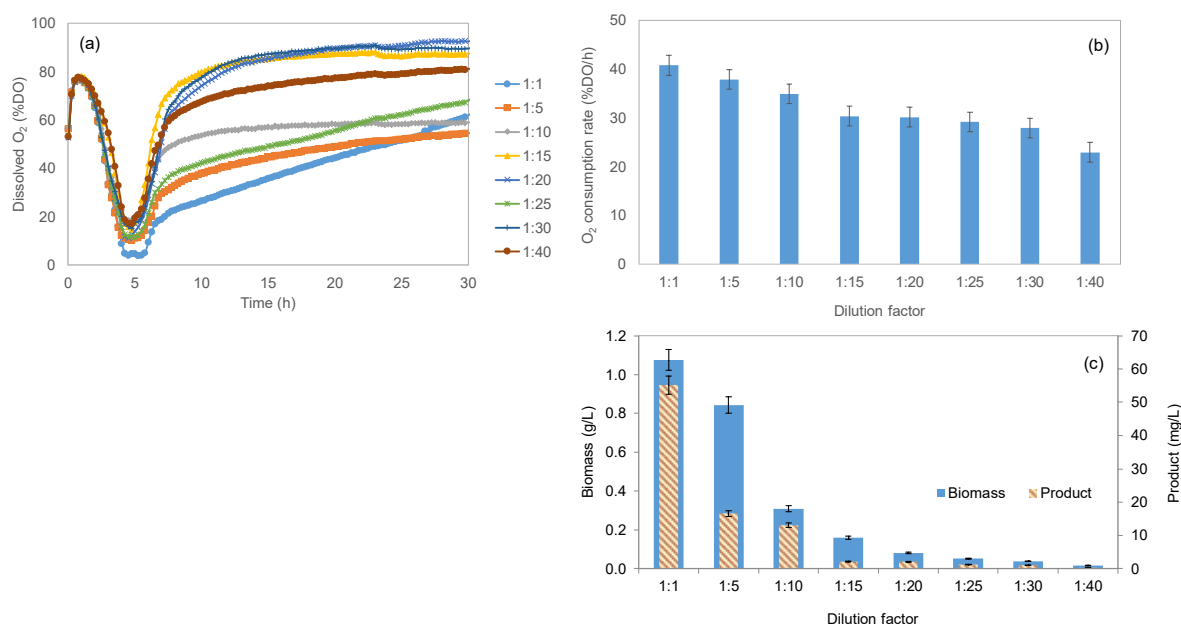 (a)
Dissolved O2 (%DO)
100
80
60
40
20
0
0 5 10 15 20 25 30
Time (h)
1:1
1:5
1:10
1:15
1:20
1:25
1:30
1:40
(b)
O2 consumption rate (%DO/h)
50
40
30
20
10
0
1:1 1:5 1:10 1:15 1:20 1:25 1:30 1:40
Dilution factor
(c)
Biomass (g/L)
1.2
1.0
0.8
0.6
0.4
0.2
0.0
Biomass Product
70
60
50
40
30
20
10
0
Product (mg/L)
1:1 1:5 1:10 1:15 1:20 1:25 1:30 1:40
Dilution factor